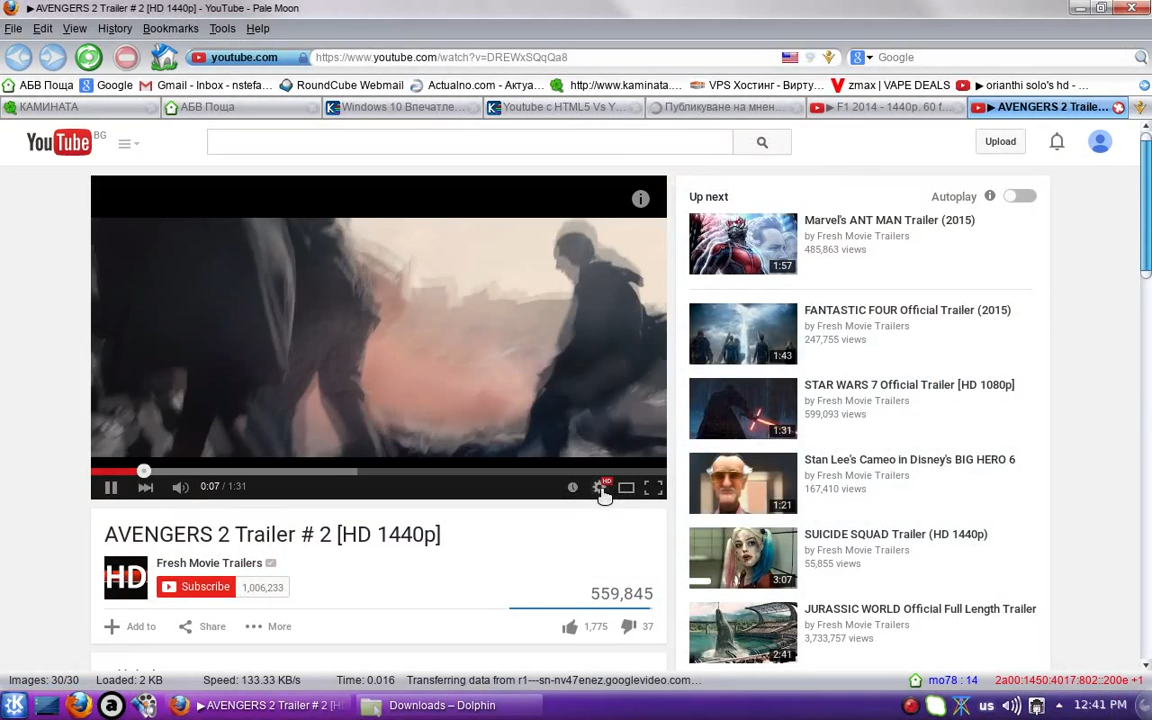 ▶ AVENGERS 2 Trailer # 2 [HD 1440p] - YouTube - Pale Moon
File Edit View History Bookmarks Tools Help
youtube.com https://www.youtube.com/watch?v=DREWxSQqQa8 Google
АБВ Поща Google Gmail - Inbox - nstefa... RoundCube Webmail Actualno.com - Актуа... http://www.kaminata.... VPS Хостинг - Вирту... zmax | VAPE DEALS ▶ orianthi solo's hd - ...
КАМИНАТА АБВ Поща Windows 10 Впечатле... Youtube с HTML5 Vs Y... Публикуване на мнен... ▶ F1 2014 - 1440p. 60 f... ▶ AVENGERS 2 Traile...
YouTube BG Upload
Up next Autoplay
Marvel's ANT MAN Trailer (2015)
by Fresh Movie Trailers
485,863 views
1:57
FANTASTIC FOUR Official Trailer (2015)
by Fresh Movie Trailers
247,755 views
1:43
STAR WARS 7 Official Trailer [HD 1080p]
by Fresh Movie Trailers
599,093 views
1:31
Stan Lee's Cameo in Disney's BIG HERO 6
by Fresh Movie Trailers
167,410 views
1:21
SUICIDE SQUAD Trailer (HD 1440p)
by Fresh Movie Trailers
55,855 views
3:07
JURASSIC WORLD Official Full Length Trailer
by Fresh Movie Trailers
3,733,757 views
2:41
0:07 / 1:31 HD
AVENGERS 2 Trailer # 2 [HD 1440p]
HD Fresh Movie Trailers
Subscribe 1,006,233
559,845
Add to Share More 1,775 37
Images: 30/30 Loaded: 2 KB Speed: 133.33 KB/s Time: 0.016 Transferring data from r1---sn-nv47enez.googlevideo.com... mo78 : 14 2a00:1450:4017:802::200e +1
▶ AVENGERS 2 Trailer # 2 [HD Downloads – Dolphin us 12:41 PM